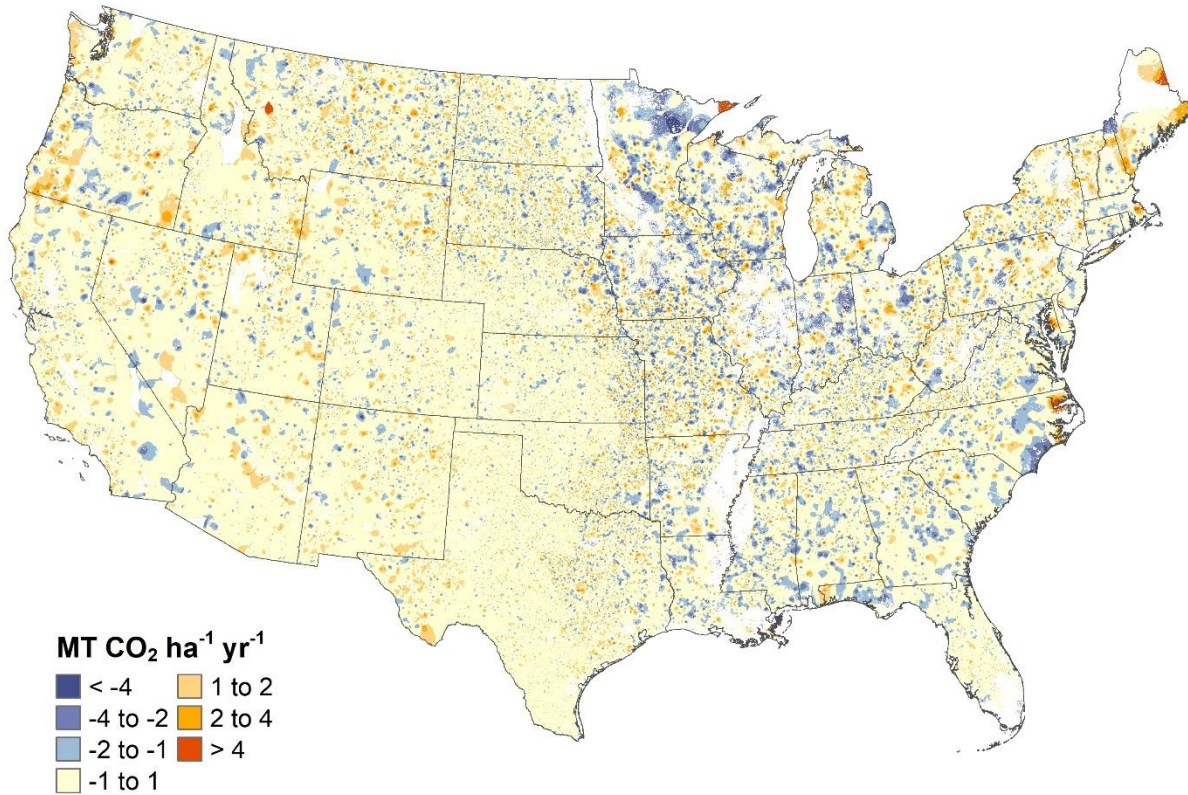 MT CO₂ ha⁻¹ yr⁻¹
< -4
1 to 2
-4 to -2
2 to 4
-2 to -1
> 4
-1 to 1